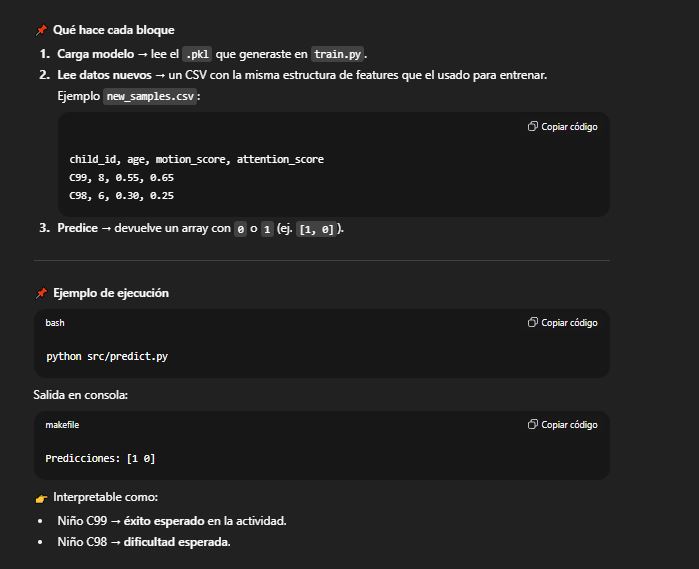 📌 Qué hace cada bloque
1. Carga modelo → lee el .pkl que generaste en train.py.
2. Lee datos nuevos → un CSV con la misma estructura de features que el usado para entrenar.
Ejemplo new_samples.csv:
Copiar código
child_id, age, motion_score, attention_score
C99, 8, 0.55, 0.65
C98, 6, 0.30, 0.25
3. Predice → devuelve un array con 0 o 1 (ej. [1, 0]).
📌 Ejemplo de ejecución
bash Copiar código
python src/predict.py
Salida en consola:
makefile Copiar código
Predicciones: [1 0]
👉 Interpretable como:
• Niño C99 → éxito esperado en la actividad.
• Niño C98 → dificultad esperada.